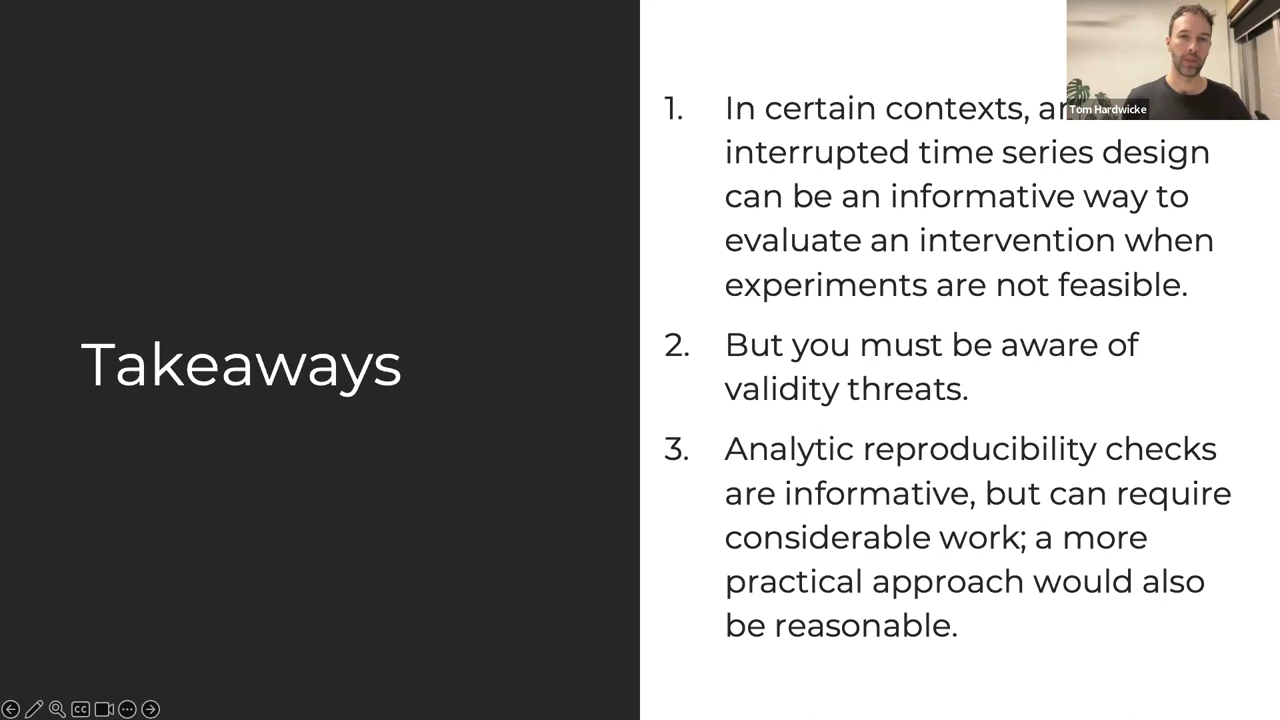 Takeaways
1. In certain contexts, an
interrupted time series design
can be an informative way to
evaluate an intervention when
experiments are not feasible.
2. But you must be aware of
validity threats.
3. Analytic reproducibility checks
are informative, but can require
considerable work; a more
practical approach would also
be reasonable.
Tom Hardwicke
CC